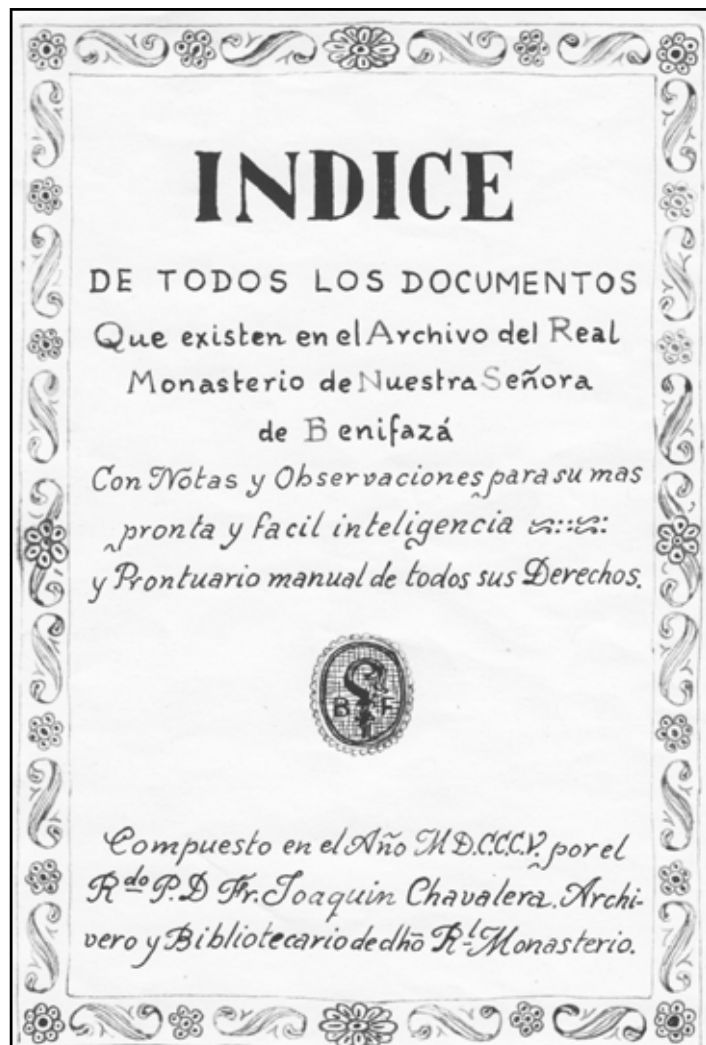 INDICE
DE TODOS LOS DOCUMENTOS
Que existen en el Archivo del Real
Monasterio de Nuestra Señora
de Benifazá
Con Notas y Observaciones para su mas
pronta y facil inteligencia
y Prontuario manual de todos sus Derechos.
B F
Compuesto en el Año MDCCCV. por el
Rdo P.D Fr. Joaquin Chavalera. Archi-
vero y Bibliotecario de dho Rl Monasterio.